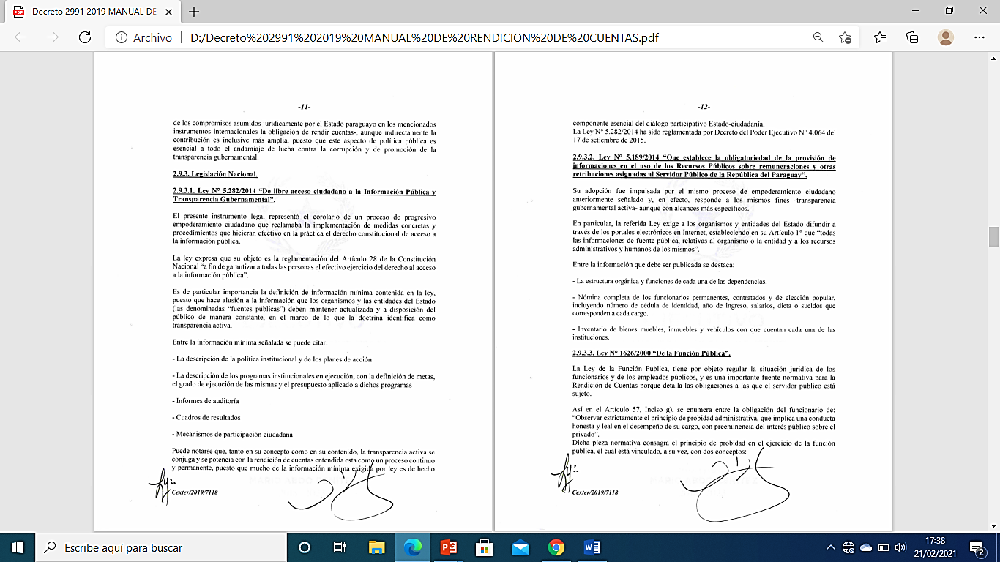 Decreto 2991 2019 MANUAL DE
Archivo
D:/Decreto%202991%202019%20MANUAL%20DE%20RENDICION%20DE%20CUENTAS.pdf
-11-
de los compromisos asumidos jurídicamente por el Estado paraguayo en los mencionados
instrumentos internacionales la obligación de rendir cuentas-, aunque indirectamente la
contribución es inclusive más amplia, puesto que este aspecto de política pública es
esencial a todo el andamiaje de lucha contra la corrupción y de promoción de la
transparencia gubernamental.
2.9.3. Legislación Nacional.
2.9.3.1. Ley N° 5.282/2014 “De libre acceso ciudadano a la Información Pública y
Transparencia Gubernamental”.
El presente instrumento legal representó el corolario de un proceso de progresivo
empoderamiento ciudadano que reclamaba la implementación de medidas concretas y
procedimientos que hicieran efectivo en la práctica el derecho constitucional de acceso a
la información pública.
La ley expresa que su objeto es la reglamentación del Artículo 28 de la Constitución
Nacional “a fin de garantizar a todas las personas el efectivo ejercicio del derecho al acceso
a la información pública”.
Es de particular importancia la definición de información mínima contenida en la ley,
puesto que hace alusión a la información que los organismos y las entidades del Estado
(las denominadas “fuentes públicas”) deben mantener actualizada y a disposición del
público de manera constante, en el marco de lo que la doctrina identifica como
transparencia activa.
Entre la información mínima señalada se puede citar:
- La descripción de la política institucional y de los planes de acción
- La descripción de los programas institucionales en ejecución, con la definición de metas,
el grado de ejecución de las mismas y el presupuesto aplicado a dichos programas
- Informes de auditoría
- Cuadros de resultados
- Mecanismos de participación ciudadana
Puede notarse que, tanto en su concepto como en su contenido, la transparencia activa se
conjuga y se potencia con la rendición de cuentas entendida esta como un proceso continuo
y permanente, puesto que mucho de la información mínima exigida por ley es de hecho
Cexter/2019/7118
-12-
componente esencial del diálogo participativo Estado-ciudadanía.
La Ley N° 5.282/2014 ha sido reglamentada por Decreto del Poder Ejecutivo N° 4.064 del
17 de setiembre de 2015.
2.9.3.2. Ley N° 5.189/2014 “Que establece la obligatoriedad de la provisión de
informaciones en el uso de los Recursos Públicos sobre remuneraciones y otras
retribuciones asignadas al Servidor Público de la República del Paraguay”.
Su adopción fue impulsada por el mismo proceso de empoderamiento ciudadano
anteriormente señalado y, en efecto, responde a los mismos fines -transparencia
gubernamental activa- aunque con alcances más específicos.
En particular, la referida Ley exige a los organismos y entidades del Estado difundir a
través de los portales electrónicos en Internet, estableciendo en su Artículo 1° que “todas
las informaciones de fuente pública, relativas al organismo o la entidad y a los recursos
administrativos y humanos de los mismos”.
Entre la información que debe ser publicada se destaca:
- La estructura orgánica y funciones de cada una de las dependencias.
- Nómina completa de los funcionarios permanentes, contratados y de elección popular,
incluyendo número de cédula de identidad, año de ingreso, salarios, dieta o sueldos que
corresponden a cada cargo.
- Inventario de bienes muebles, inmuebles y vehículos con que cuentan cada una de las
instituciones.
2.9.3.3. Ley N° 1626/2000 “De la Función Pública”.
La Ley de la Función Pública, tiene por objeto regular la situación jurídica de los
funcionarios y de los empleados públicos, y es una importante fuente normativa para la
Rendición de Cuentas porque detalla las obligaciones a las que el servidor público está
sujeto.
Así en el Artículo 57, Inciso g), se enumera entre la obligación del funcionario de:
“Observar estrictamente el principio de probidad administrativa, que implica una conducta
honesta y leal en el desempeño de su cargo, con preeminencia del interés público sobre el
privado”.
Dicha pieza normativa consagra el principio de probidad en el ejercicio de la función
pública, el cual está vinculado, a su vez, con dos conceptos:
Cexter/2019/7118
Escribe aquí para buscar
17:38
21/02/2021
2